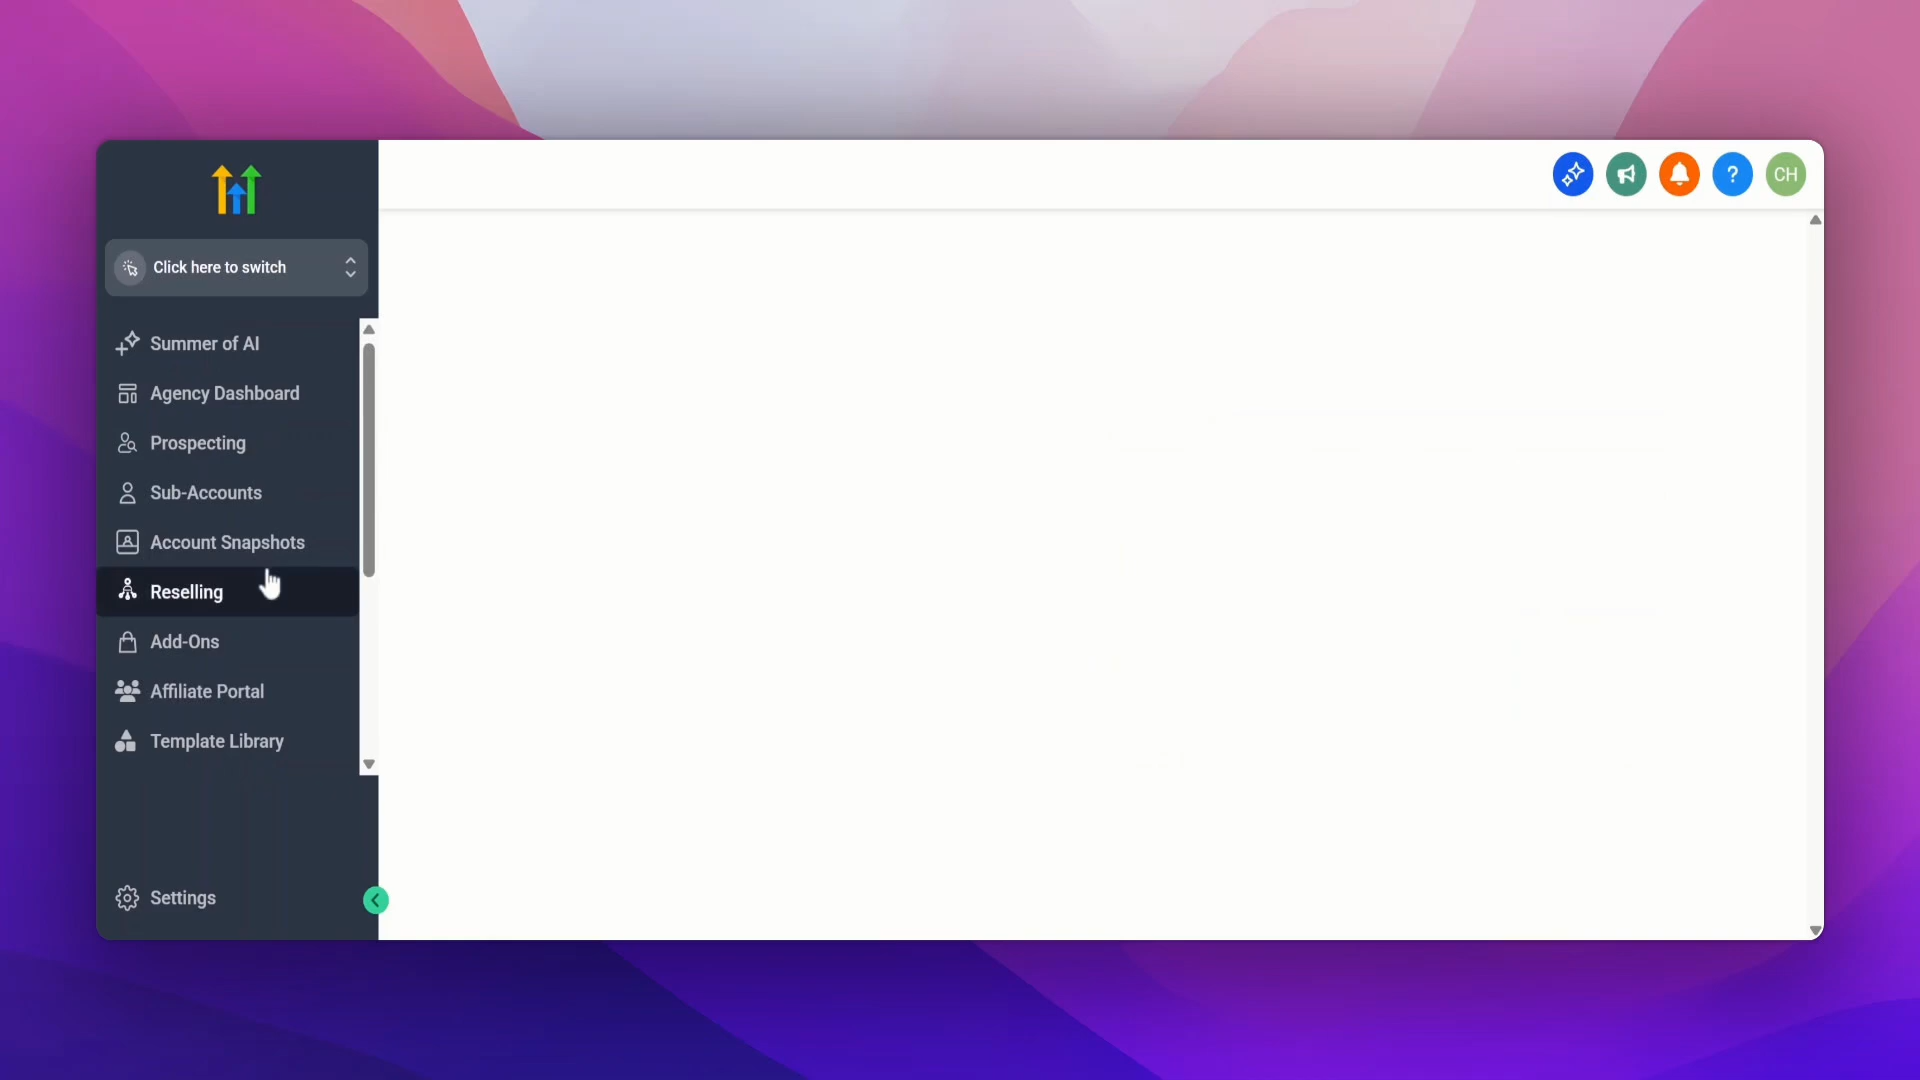 ?
CH
Click here to switch
Summer of AI
Agency Dashboard
Prospecting
Sub-Accounts
Account Snapshots
Reselling
Add-Ons
Affiliate Portal
Template Library
Settings